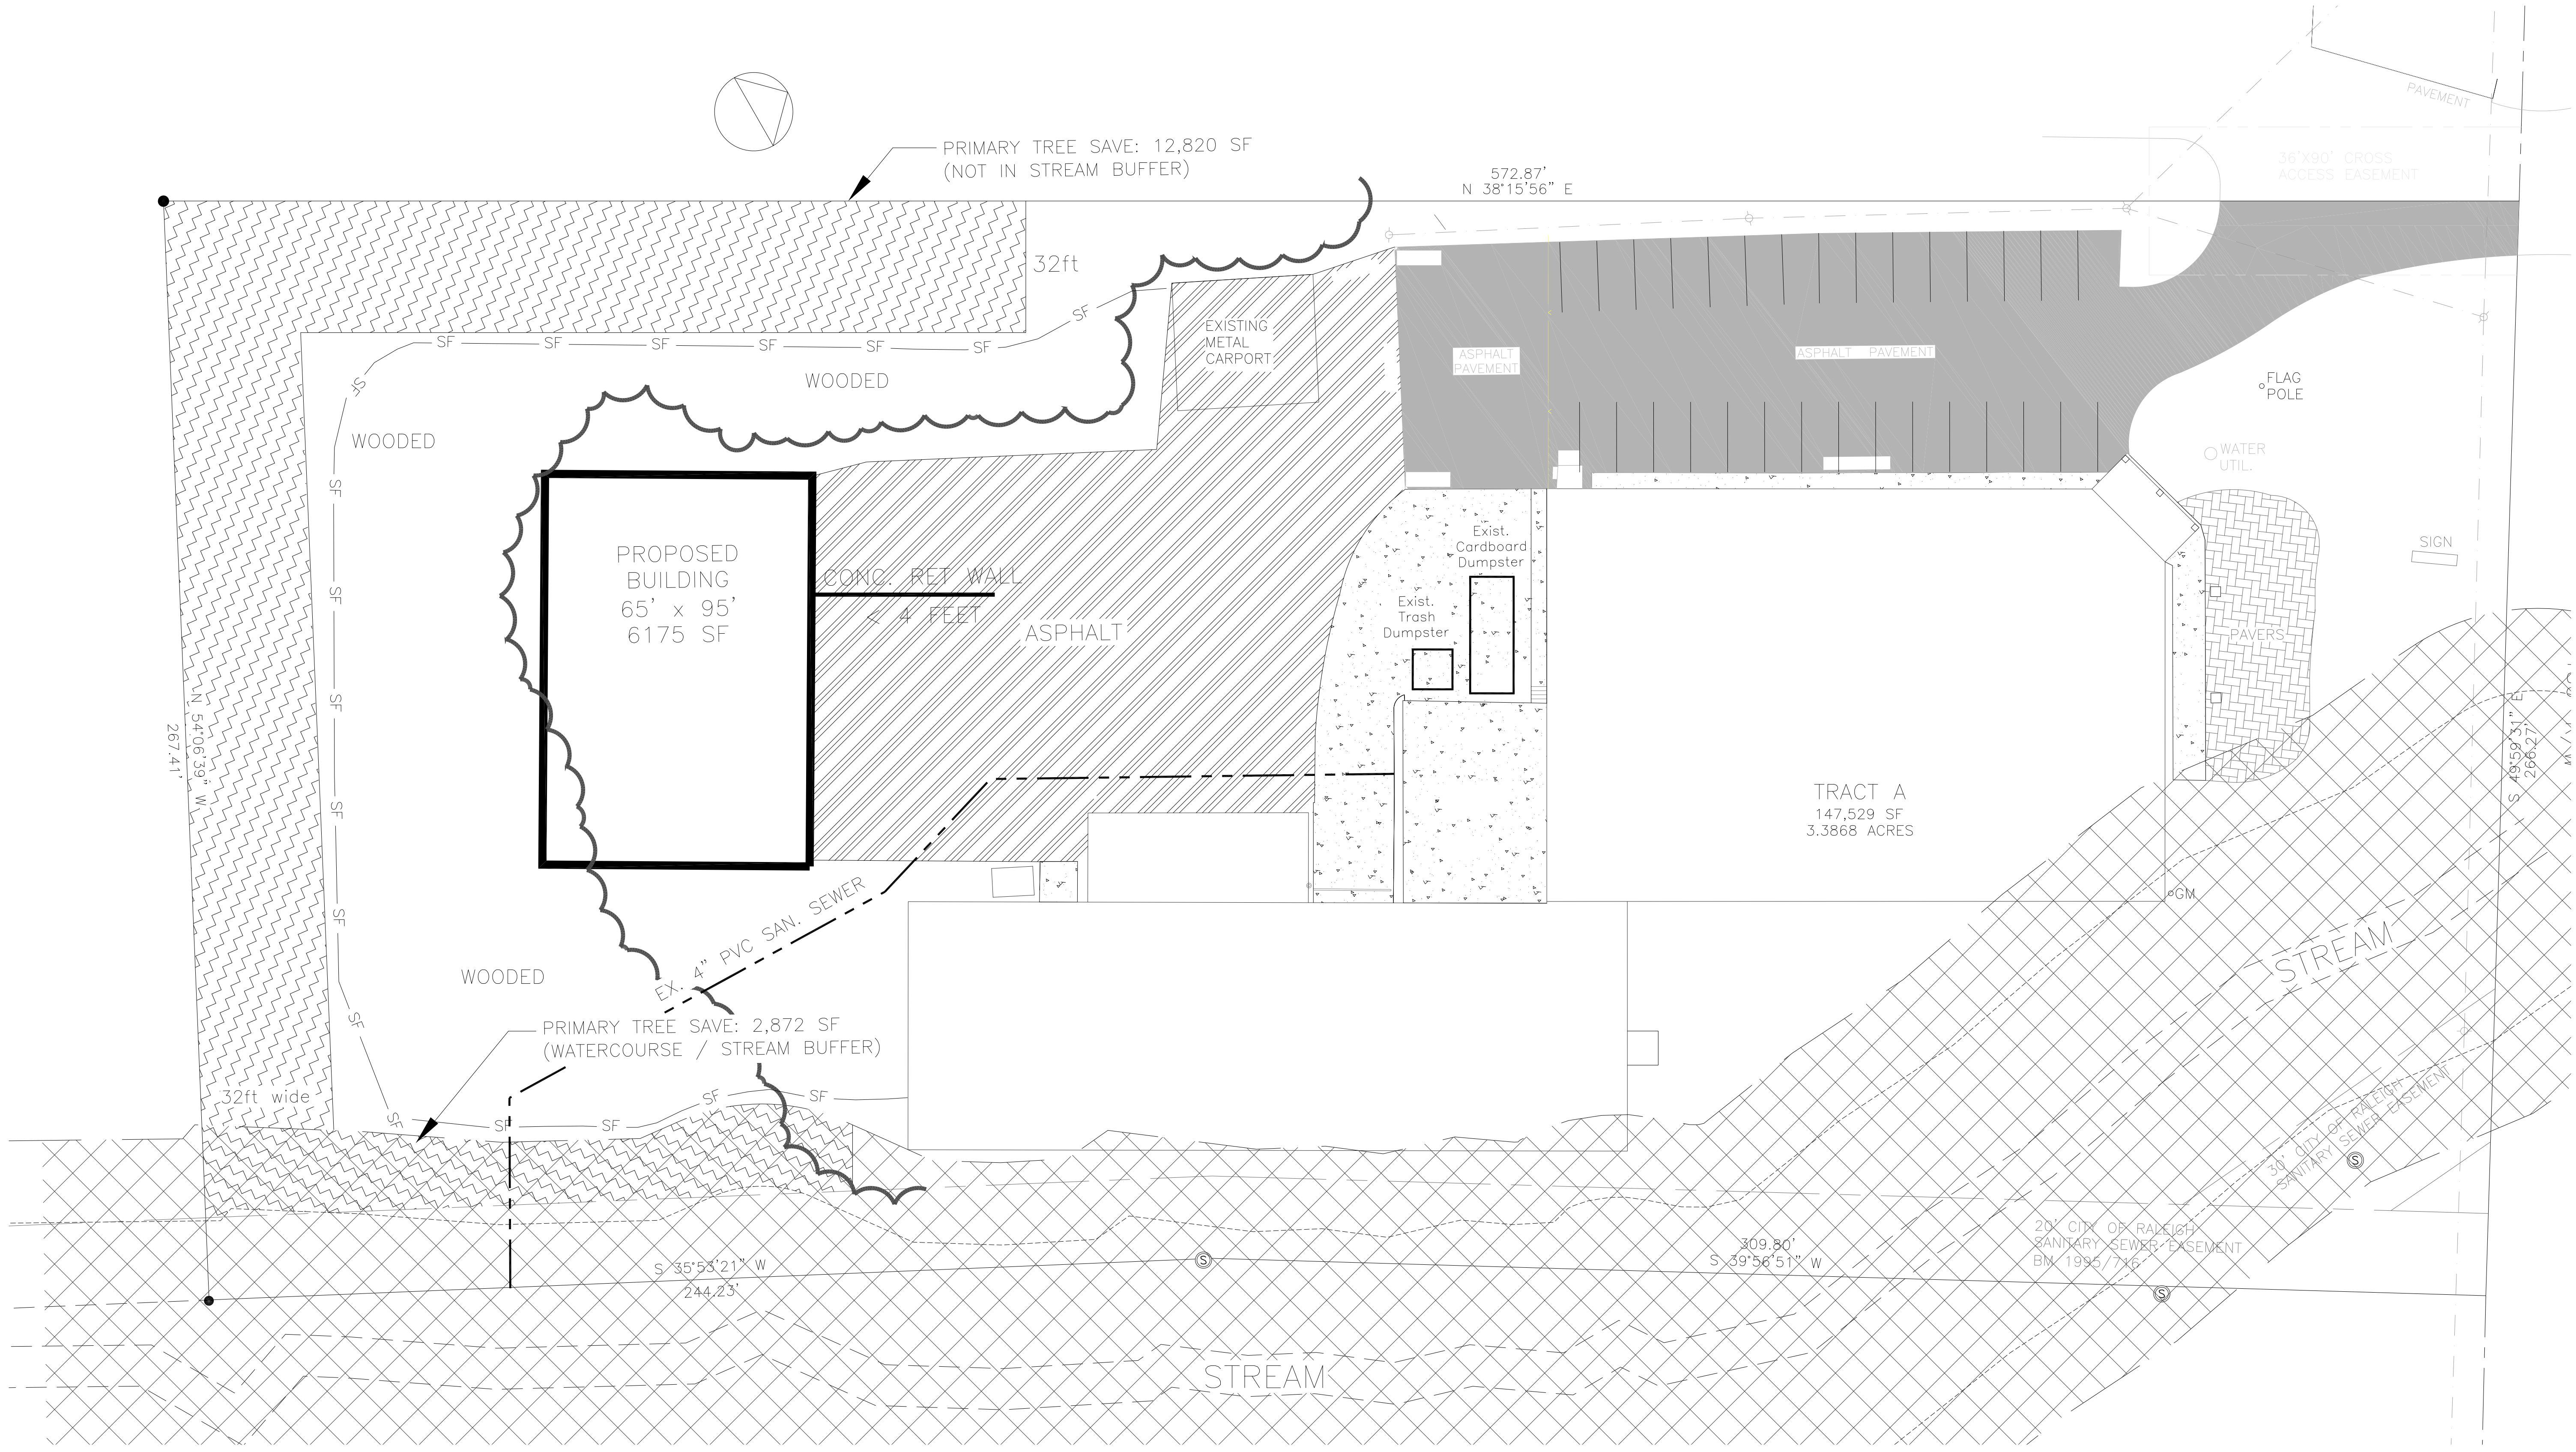 PAVEMENT
PRIMARY TREE SAVE: 12,820 SF
(NOT IN STREAM BUFFER)
36'X90' CROSS
ACCESS EASEMENT
572.87'
N 38°15'56" E
32ft
SF
EXISTING
METAL
CARPORT
SF
SF
SF
SF
SF
SF
ASPHALT
PAVEMENT
ASPHALT PAVEMENT
SF
WOODED
FLAG
POLE
WOODED
WATER
UTIL.
SF
Exist.
Cardboard
Dumpster
SIGN
PROPOSED
BUILDING
65' x 95'
6175 SF
CONC. RET WALL
< 4 FEET
SF
Exist.
Trash
Dumpster
ASPHALT
PAVERS
N 54°06'39" W
267.41'
SF
S 49°59'31" E
266.27'
SF
TRACT A
147,529 SF
3.3868 ACRES
SF
GM
EX. 4" PVC SAN. SEWER
STREAM
WOODED
SF
PRIMARY TREE SAVE: 2,872 SF
(WATERCOURSE / STREAM BUFFER)
32ft wide
SF
SF
SF
SF
SF
30' CITY OF RALEIGH
SANITARY SEWER EASEMENT
S
20' CITY OF RALEIGH
SANITARY SEWER EASEMENT
BM 1995/716
309.80'
S 39°56'51" W
S
S 35°53'21" W
244.23'
S
STREAM